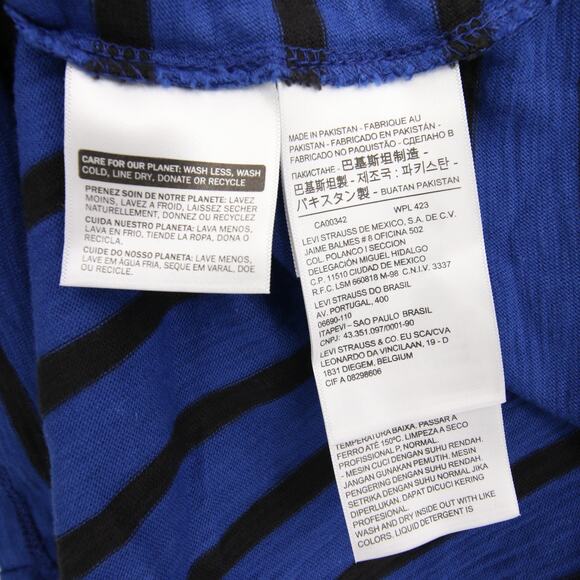 CARE FOR OUR PLANET: WASH LESS, WASH
COLD, LINE DRY, DONATE OR RECYCLE
PRENEZ SOIN DE NOTRE PLANETE: LAVEZ
MOINS, LAVEZ A FROID, LAISSEZ SECHER
NATURELLEMENT, DONNEZ OU RECYCLEZ
CUIDA NUESTRO PLANETA: LAVA MENOS,
LAVA EN FRIO, TIENDE LA ROPA, DONA O
RECICLA.
CUIDE DO NOSSO PLANETA: LAVE MENOS,
LAVE EM ÁGUA FRIA, SEQUE EM VARAL, DOE
OU RECICLE.
MADE IN PAKISTAN - FABRIQUE AU
PAKISTAN - FABRICADO EN PAKISTÁN -
FABRICADO NO PAQUISTÃO - СДЕЛАНО В
ПАКИСТАНЕ - 巴基斯坦制造 -
巴基斯坦製 - 제조국 : 파키스탄 -
パキスタン製 - BUATAN PAKISTAN
CA00342 WPL 423
LEVI STRAUSS DE MEXICO, S.A. DE C.V.
JAIME BALMES # 8 OFICINA 502
COL. POLANCO I SECCION
DELEGACIÓN MIGUEL HIDALGO
C.P. 11510 CIUDAD DE MEXICO
R.F.C. LSM 660818 M-98 C.N.I.V. 3337
LEVI STRAUSS DO BRASIL
AV. PORTUGAL, 400
06690-110
ITAPEVI - SAO PAULO BRASIL
CNPJ: 43.351.097/0001-90
LEVI STRAUSS & CO. EU SCA/CVA
LEONARDO DA VINCILAAN, 19 - D
1831 DIEGEM, BELGIUM
CIF A 08298606
TEMPERATURA BAIXA. PASSAR A
FERRO ATÉ 150ºC. LIMPEZA A SECO
PROFISSIONAL P, NORMAL.
- MESIN CUCI DENGAN SUHU RENDAH.
JANGAN GUNAKAN PEMUTIH. MESIN
PENGERING DENGAN SUHU RENDAH.
SETRIKA DENGAN SUHU NORMAL JIKA
DIPERLUKAN. DAPAT DICUCI KERING
PROFESIONAL.
WASH AND DRY INSIDE OUT WITH LIKE
COLORS. LIQUID DETERGENT IS